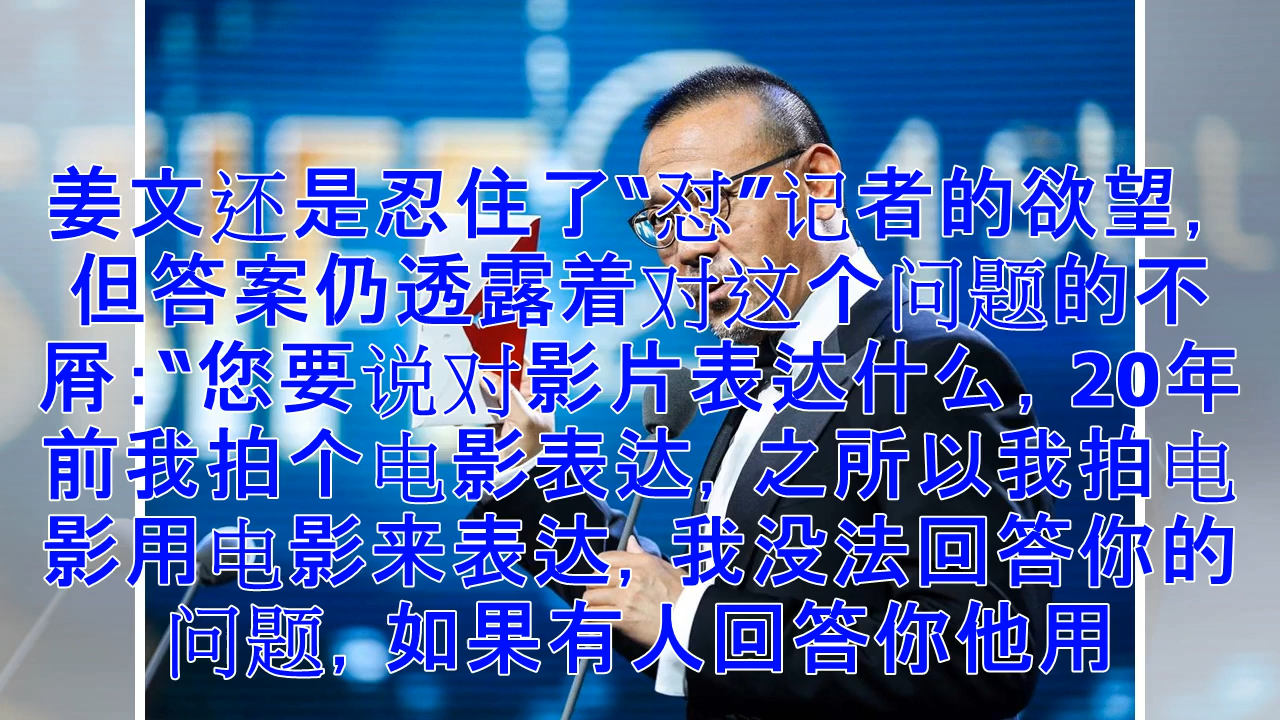 姜文还是忍住了“怼”记者的欲望,
但答案仍透露着对这个问题的不
屑:“您要说对影片表达什么, 20年
前我拍个电影表达, 之所以我拍电
影用电影来表达, 我没法回答你的
问题, 如果有人回答你他用